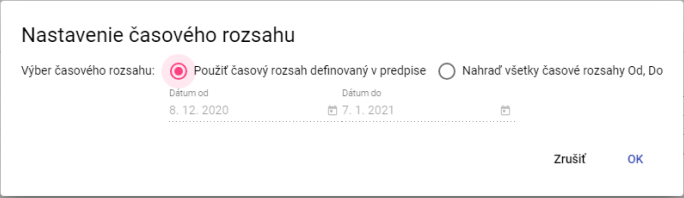 Nastavenie časového rozsahu
Výber časového rozsahu: Použiť časový rozsah definovaný v predpise Nahraď všetky časové rozsahy Od, Do
Dátum od Dátum do
8. 12. 2020 7. 1. 2021
Zrušiť OK